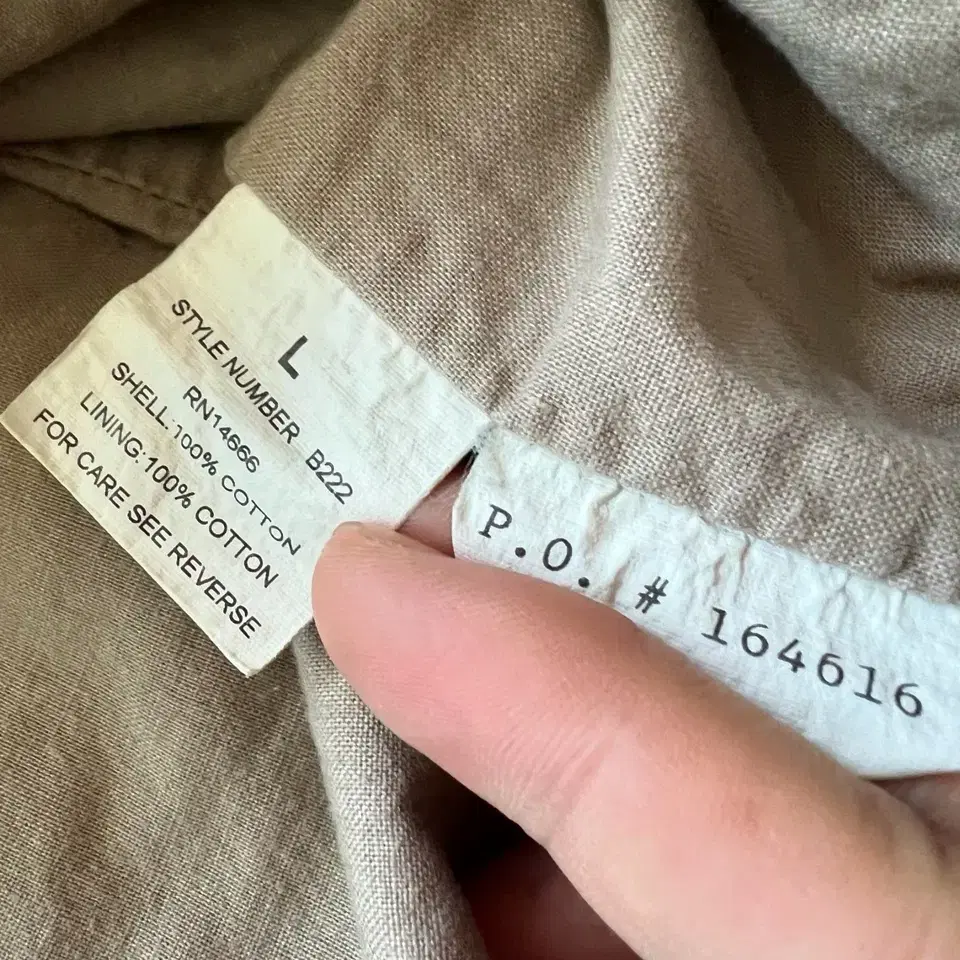 L
STYLE NUMBER B222
RN14666
SHELL:100% COTTON
LINING:100% COTTON
FOR CARE SEE REVERSE
P.O. # 164616